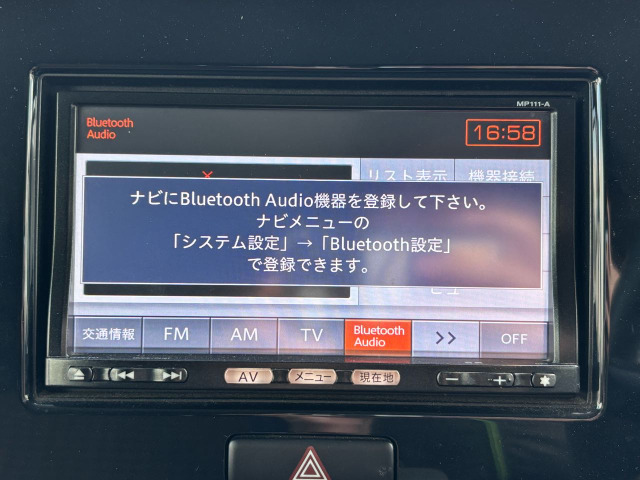 MP111-A
Bluetooth
Audio
16:58
リスト表示 機器接続
ナビにBluetooth Audio機器を登録して下さい。
ナビメニューの
「システム設定」→「Bluetooth設定」
で登録できます。
交通情報 FM AM TV Bluetooth Audio >> OFF
AV メニュー 現在地